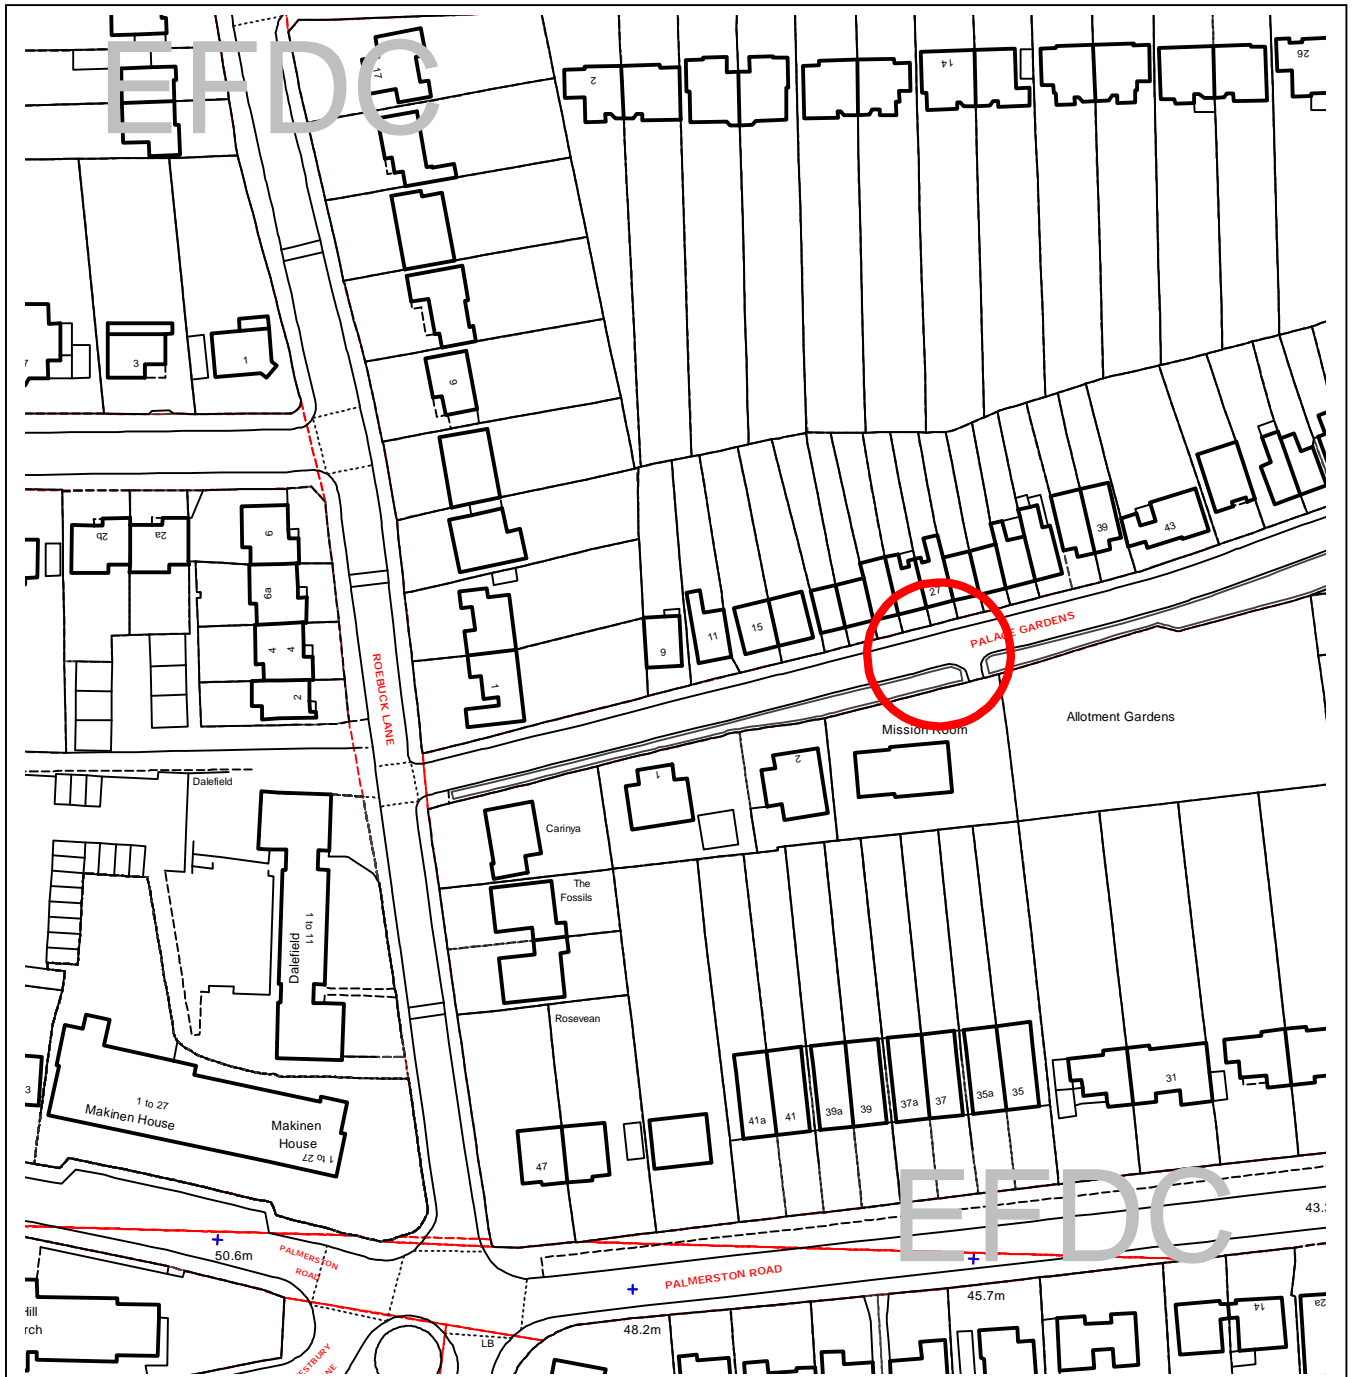 EFDC
17
2
14
26
3
1
9
2b
2a
6
6a
4
4
2
ROEBUCK LANE
1
9
11
15
27
39
43
PALACE GARDENS
Mission Room
Allotment Gardens
Dalefield
1
2
Carinya
The
Fossils
Dalefield
1 to 11
Rosevean
3
1 to 27
Makinen House
Makinen
House
1 to 27
47
41a
41
39a
39
37a
37
35a
35
31
EFDC
50.6m
PALMERSTON
ROAD
PALMERSTON ROAD
48.2m
45.7m
43.
LB
14
2a